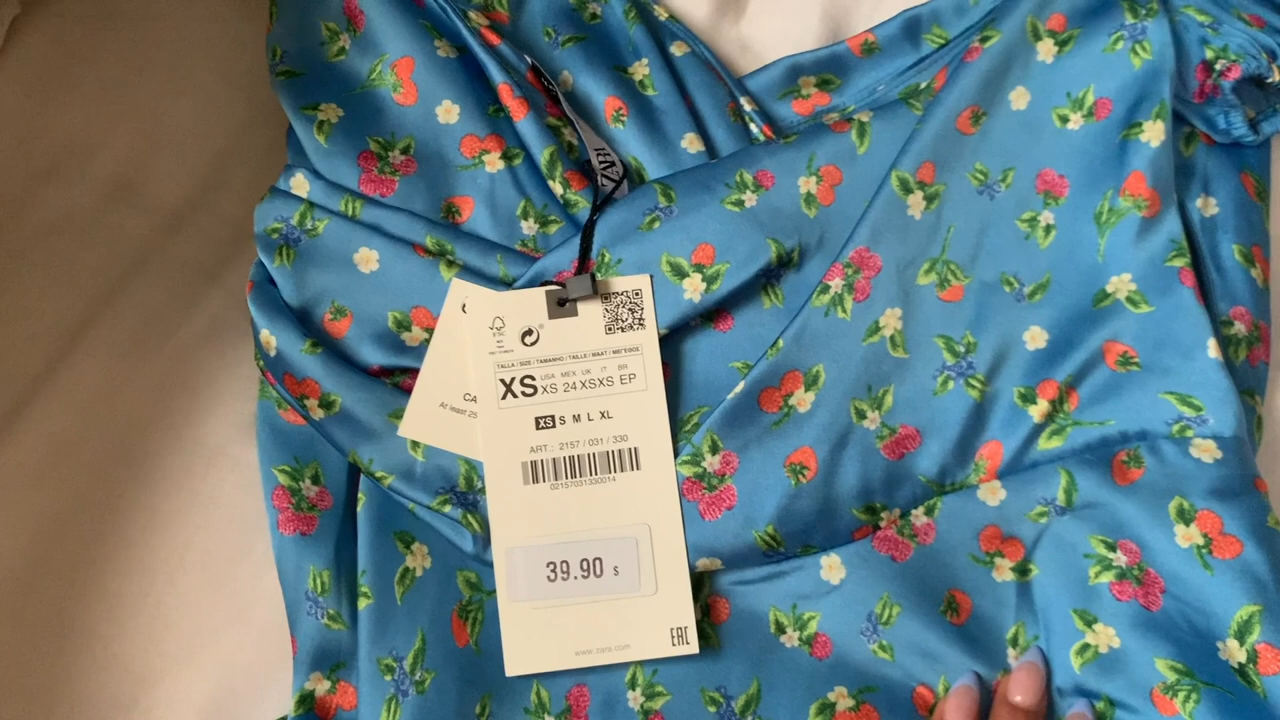 ZARA
TALLA / SIZE / TAMANHO / TAILLE / MAAT / MĘRET
USA MEX UK IT BR
XS XS 24 XS XS EP
XS S M L XL
ART.: 2157 / 031 / 330
02157031330014
39.90 s
www.zara.com
EAC
CA
At least 25